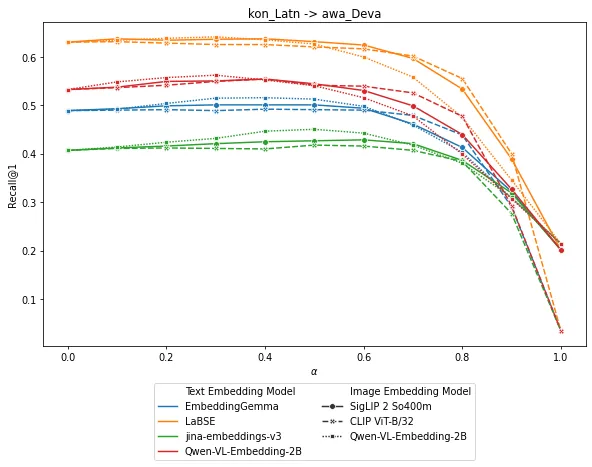 kon_Latn -> awa_Deva
Recall@1
0.6
0.5
0.4
0.3
0.2
0.1
0.0 0.2 0.4 0.6 0.8 1.0
α
Text Embedding Model Image Embedding Model
EmbeddingGemma SigLIP 2 So400m
LaBSE CLIP ViT-B/32
jina-embeddings-v3 Qwen-VL-Embedding-2B
Qwen-VL-Embedding-2B